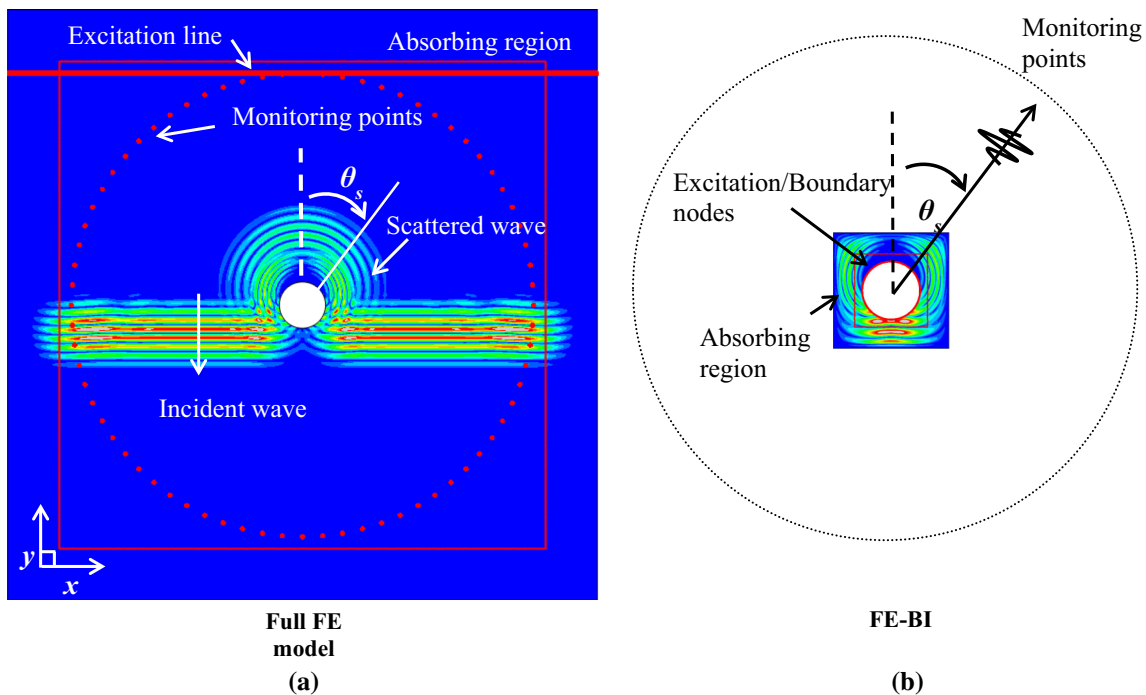 Excitation line
Absorbing region
Monitoring points
θs
Scattered wave
Incident wave
y
x
Full FE
model
(a)
Monitoring
points
Excitation/Boundary
nodes
θs
Absorbing
region
FE-BI
(b)